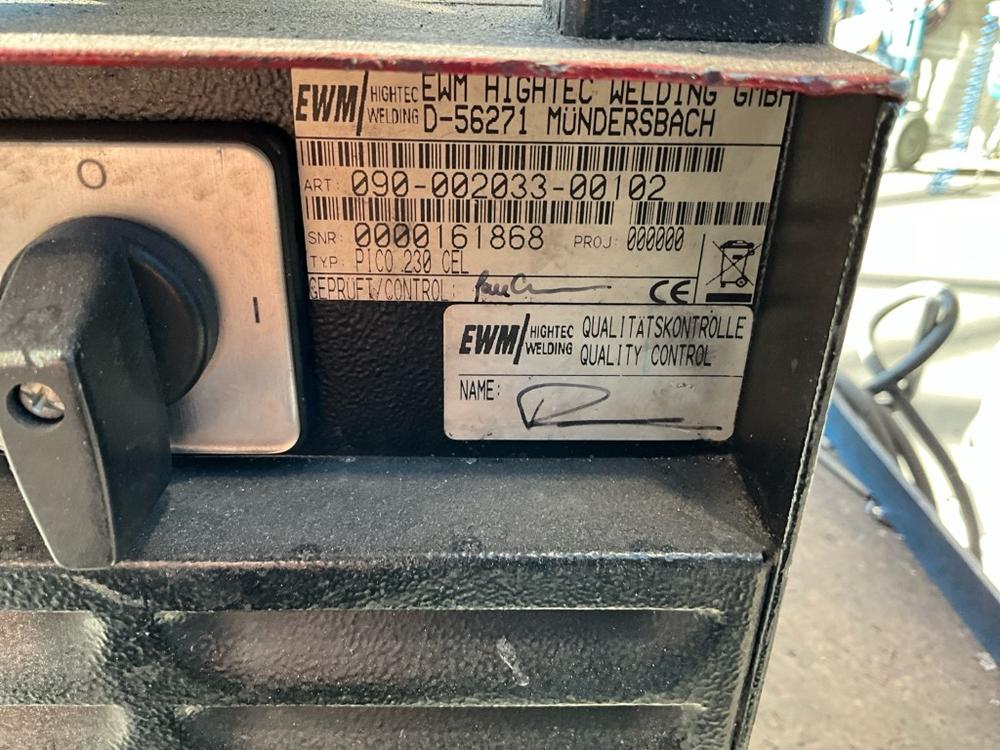 EWM HIGHTEC WELDING EWM HIGHTEC WELDING GMBH
D-56271 MÜNDERSBACH
ART: 090-002033-00102
SNR: 0000161868 PROJ: 000000
TYP: PICO 230 CEL
GEPRÜFT/CONTROL:
CE
EWM HIGHTEC WELDING QUALITÄTSKONTROLLE
QUALITY CONTROL
NAME:
O
I